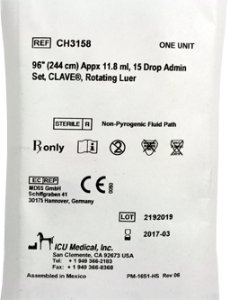 REF CH3158 ONE UNIT
96" (244 cm) Appx 11.8 ml, 15 Drop Admin
Set, CLAVE®, Rotating Luer
STERILE R Non-Pyrogenic Fluid Path
℞ only
EC REP
MDSS GmbH
Schiffgraben 41
30175 Hannover, Germany
CE
LOT 2192019
2017-03
ICU Medical, Inc.
San Clemente, CA 92673 USA
Tel + 1 949 366-2183
Fax + 1 949 366-8368
Assembled in Mexico PM-1651-HS Rev 06